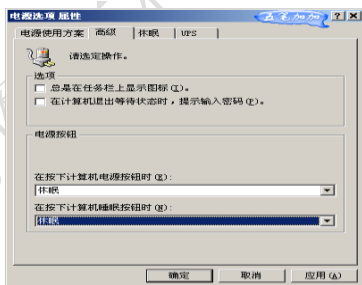 电源选项 属性
电源使用方案 高级 休眠 UPS
请选定操作。
选项
总是在任务栏上显示图标(I)。
在计算机退出等待状态时，提示输入密码(P)。
电源按钮
在按下计算机电源按钮时(E)：
休眠
在按下计算机睡眠按钮时(N)：
休眠
确定 取消 应用(A)